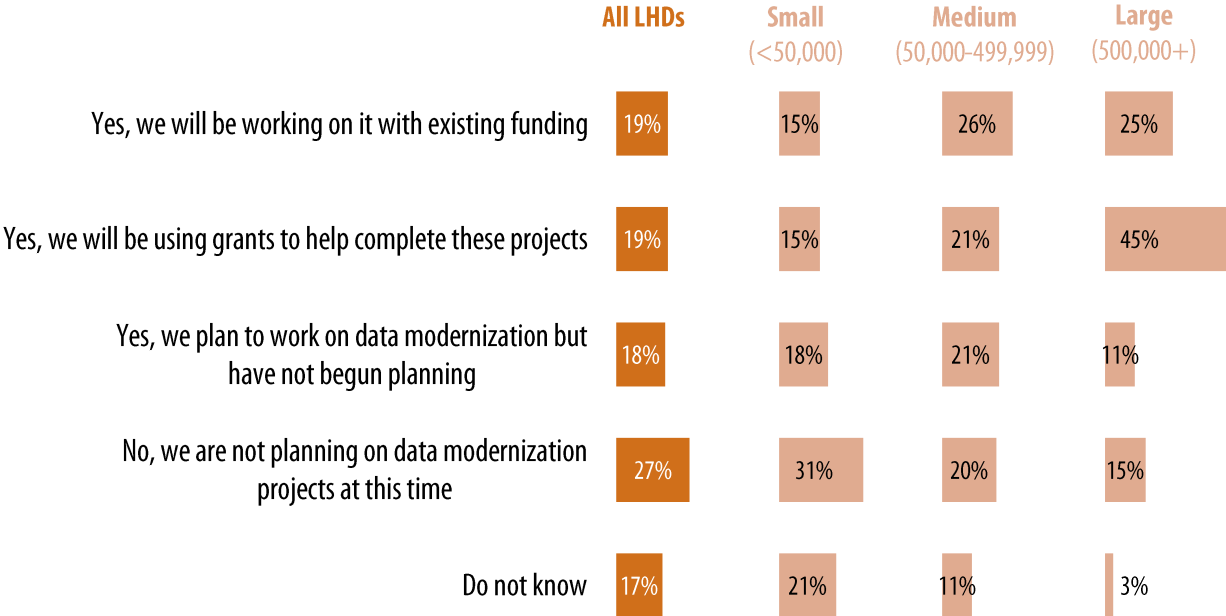 All LHDs Small Medium Large
(<50,000) (50,000-499,999) (500,000+)
Yes, we will be working on it with existing funding 19% 15% 26% 25%
Yes, we will be using grants to help complete these projects 19% 15% 21% 45%
Yes, we plan to work on data modernization but
have not begun planning
18% 18% 21% 11%
No, we are not planning on data modernization
projects at this time
27% 31% 20% 15%
Do not know 17% 21% 11% 3%